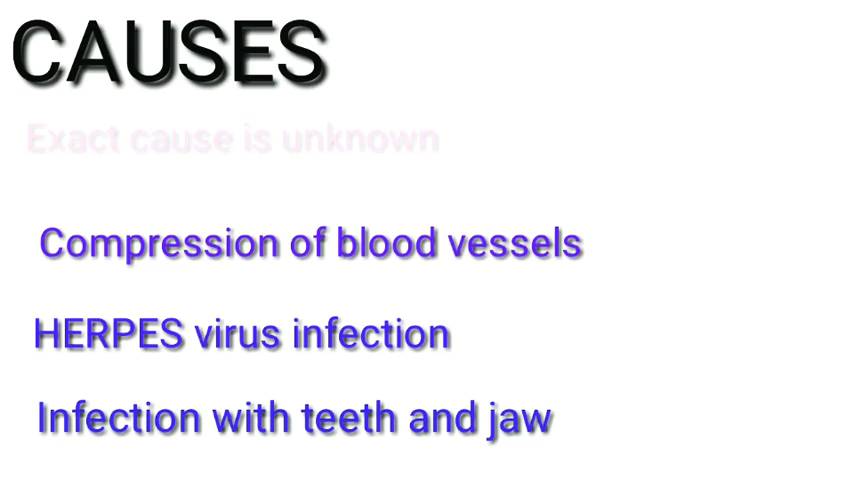 CAUSES
Exact cause is unknown
Compression of blood vessels
HERPES virus infection
Infection with teeth and jaw